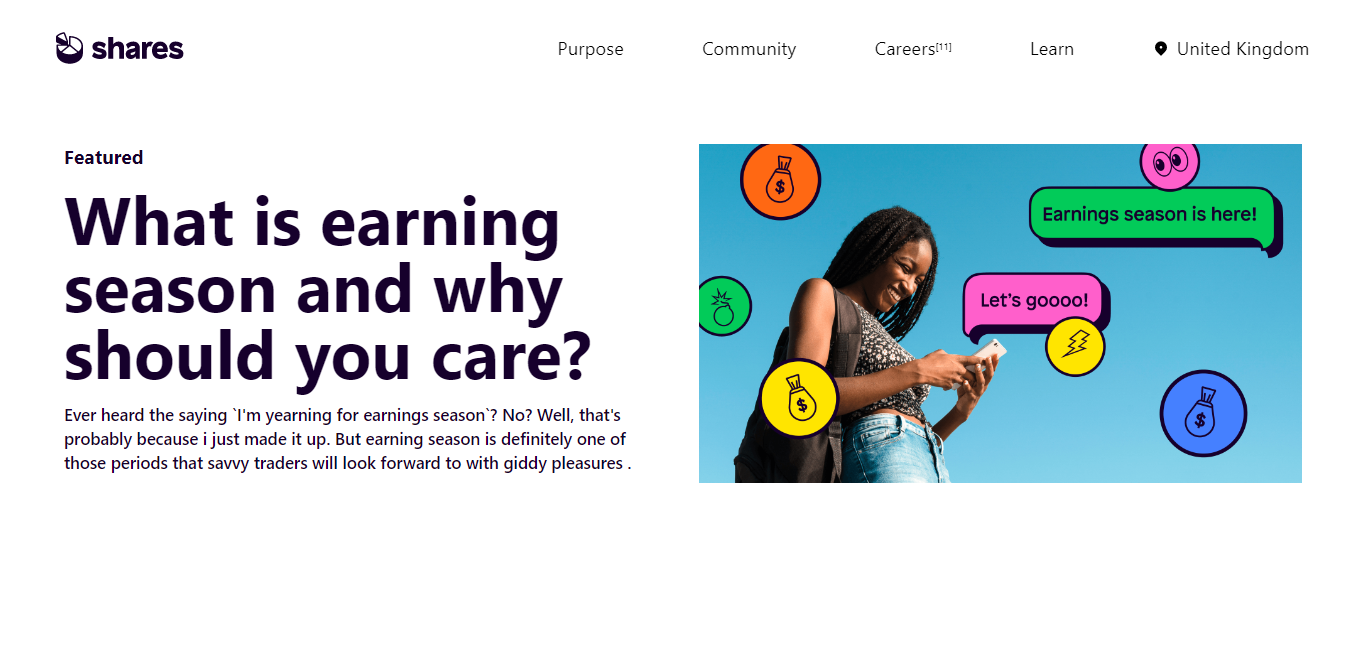 shares
Purpose
Community
Careers[11]
Learn
United Kingdom
Featured
What is earning
season and why
should you care?
Ever heard the saying `I'm yearning for earnings season`? No? Well, that's
probably because i just made it up. But earning season is definitely one of
those periods that savvy traders will look forward to with giddy pleasures .
Earnings season is here!
Let's goooo!
$
$
$